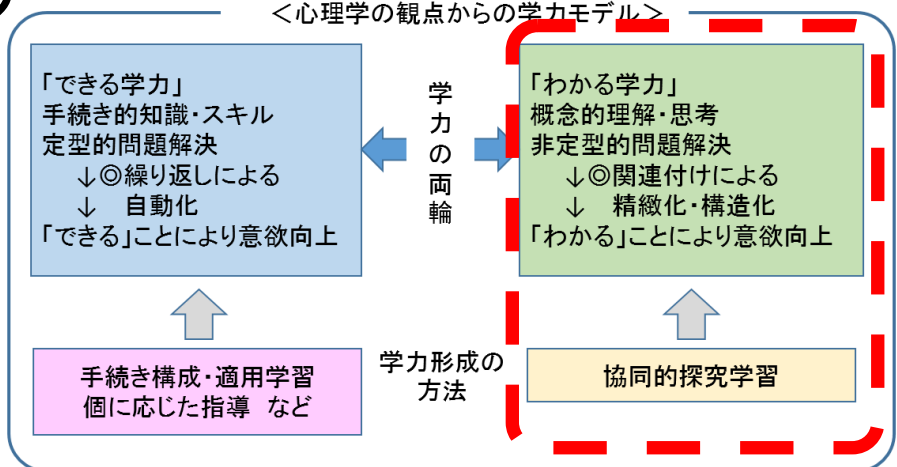 ＜心理学の観点からの学力モデル＞
「できる学力」
手続き的知識・スキル
定型的問題解決
↓◎繰り返しによる
↓　自動化
「できる」ことにより意欲向上
学力の両輪
「わかる学力」
概念的理解・思考
非定型的問題解決
↓◎関連付けによる
↓　精緻化・構造化
「わかる」ことにより意欲向上
手続き構成・適用学習
個に応じた指導　など
学力形成の
方法
協同的探究学習